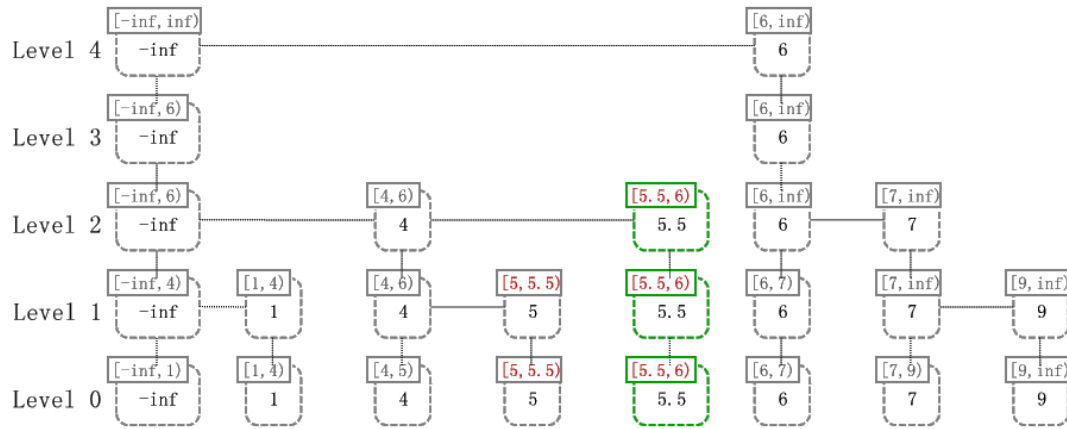 [-inf, inf) [6, inf)
Level 4 -inf 6
[-inf, 6) [6, inf)
Level 3 -inf 6
[-inf, 6) [4, 6) [5.5, 6) [6, inf) [7, inf)
Level 2 -inf 4 5.5 6 7
[-inf, 4) [1, 4) [4, 6) [5, 5.5) [5.5, 6) [6, 7) [7, inf) [9, inf)
Level 1 -inf 1 4 5 5.5 6 7 9
[-inf, 1) [1, 4) [4, 5) [5, 5.5) [5.5, 6) [6, 7) [7, 9) [9, inf)
Level 0 -inf 1 4 5 5.5 6 7 9